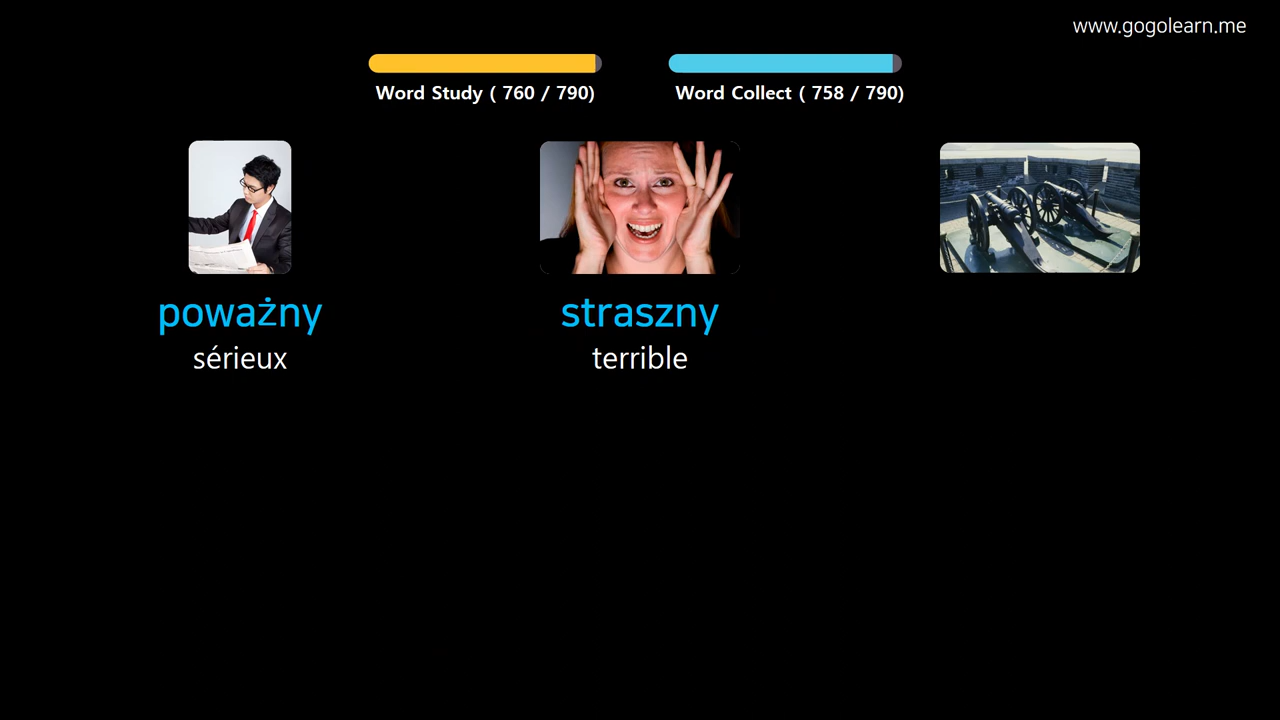 www.gogolearn.me
Word Study ( 760 / 790)
Word Collect ( 758 / 790)
poważny
straszny
sérieux
terrible